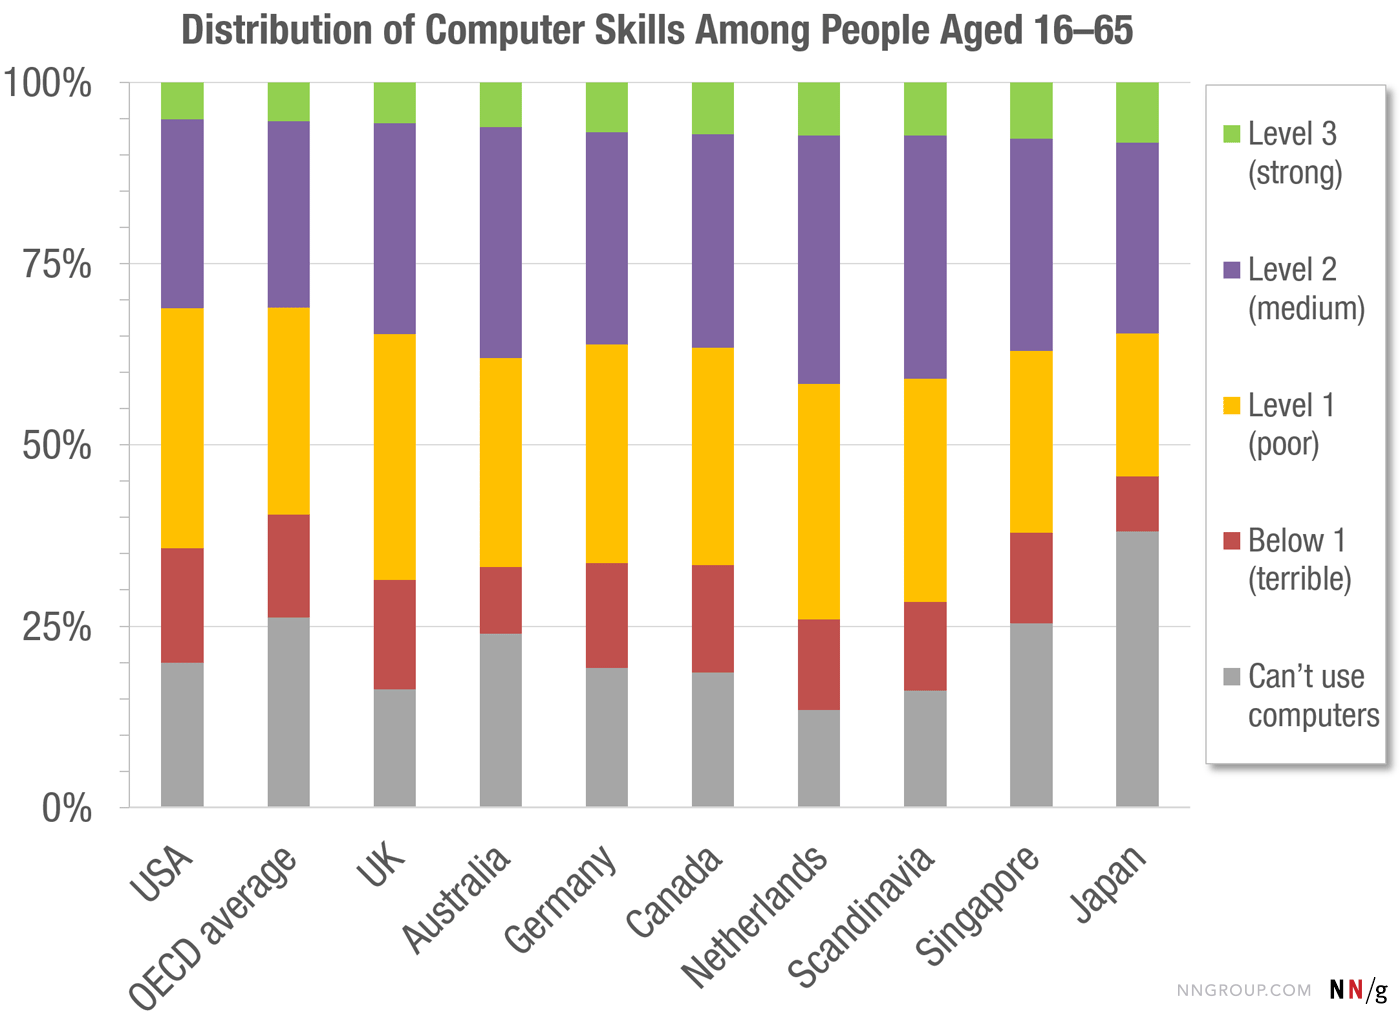 Distribution of Computer Skills Among People Aged 16–65
100%
75%
50%
25%
0%
USA
OECD average
UK
Australia
Germany
Canada
Netherlands
Scandinavia
Singapore
Japan
Level 3
(strong)
Level 2
(medium)
Level 1
(poor)
Below 1
(terrible)
Can’t use
computers
NNGROUP.COM NN/g